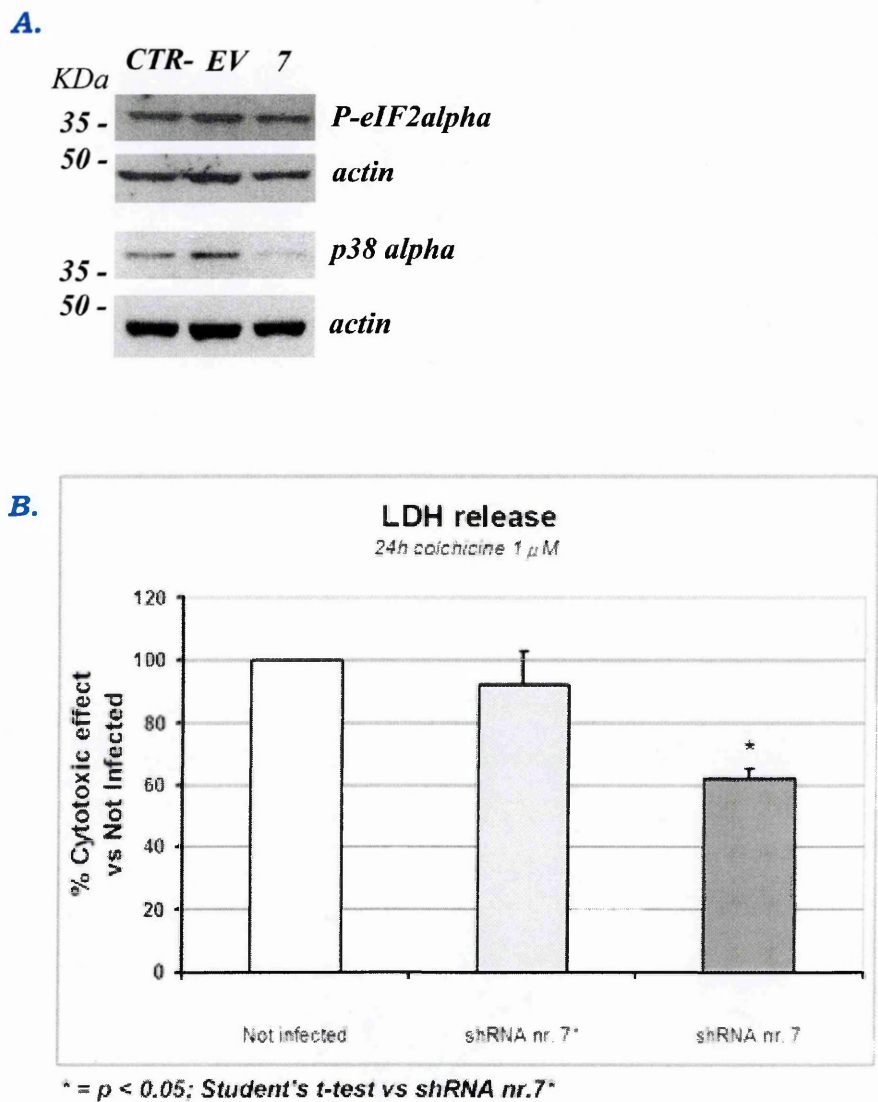 A.
CTR- EV 7
KDa
35 - P-eIF2alpha
50 -
actin
p38 alpha
35 -
50 -
actin
B.
LDH release
24h colchicine 1 µM
% Cytotoxic effect
vs Not Infected
120
100
80
60
40
20
0
*
Not infected shRNA nr. 7* shRNA nr. 7
* = p < 0.05; Student's t-test vs shRNA nr.7*